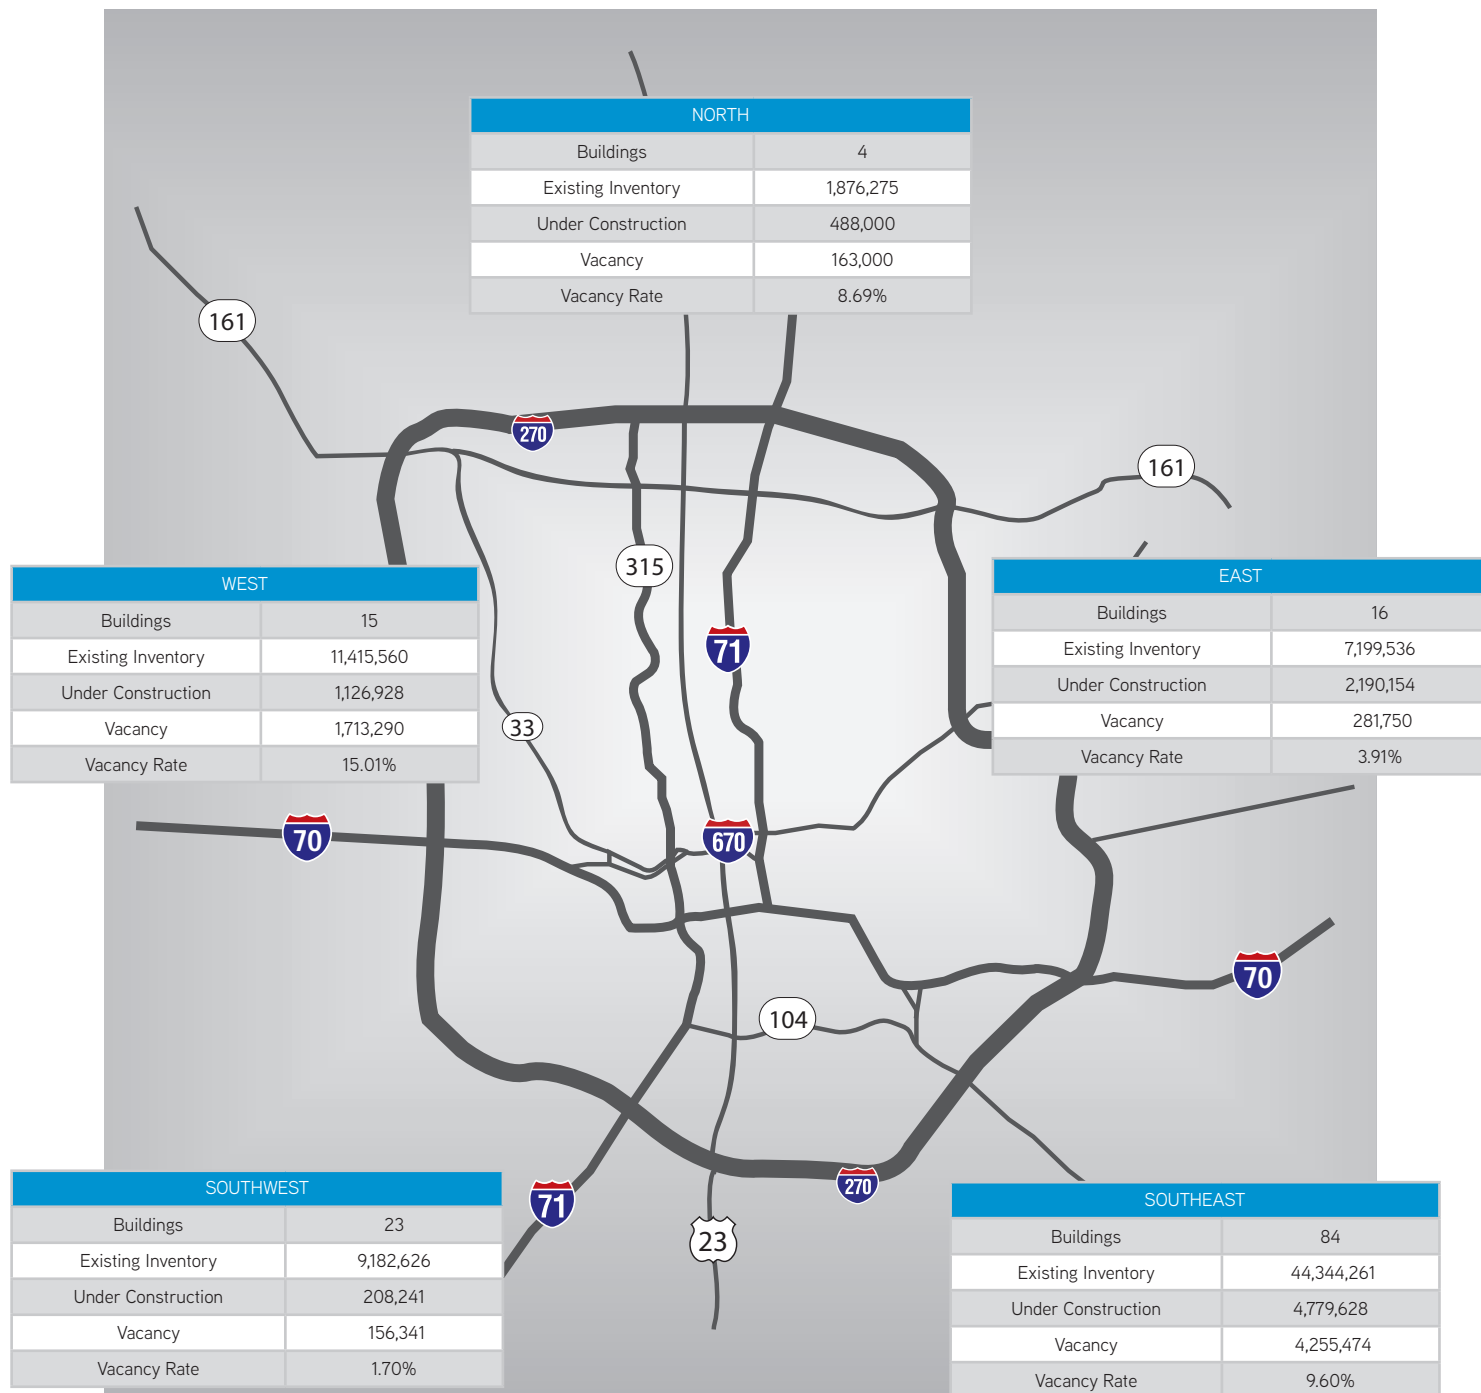 NORTH
Buildings 4
Existing Inventory 1,876,275
Under Construction 488,000
Vacancy 163,000
Vacancy Rate 8.69%
161
270
161
315
WEST
Buildings 15
Existing Inventory 11,415,560
Under Construction 1,126,928
Vacancy 1,713,290
Vacancy Rate 15.01%
EAST
Buildings 16
Existing Inventory 7,199,536
Under Construction 2,190,154
Vacancy 281,750
Vacancy Rate 3.91%
71
33
70
670
70
104
SOUTHWEST
Buildings 23
Existing Inventory 9,182,626
Under Construction 208,241
Vacancy 156,341
Vacancy Rate 1.70%
71
270
23
SOUTHEAST
Buildings 84
Existing Inventory 44,344,261
Under Construction 4,779,628
Vacancy 4,255,474
Vacancy Rate 9.60%